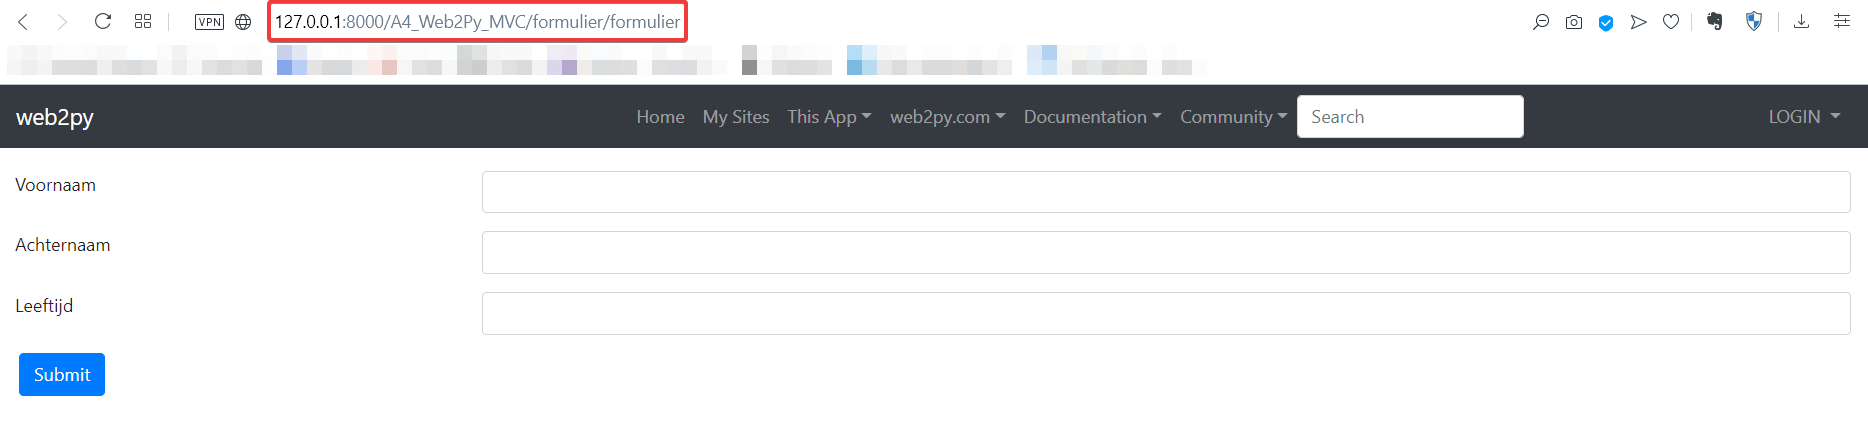 VPN 127.0.0.1:8000/A4_Web2Py_MVC/formulier/formulier
web2py Home My Sites This App web2py.com Documentation Community Search LOGIN
Voornaam
Achternaam
Leeftijd
Submit